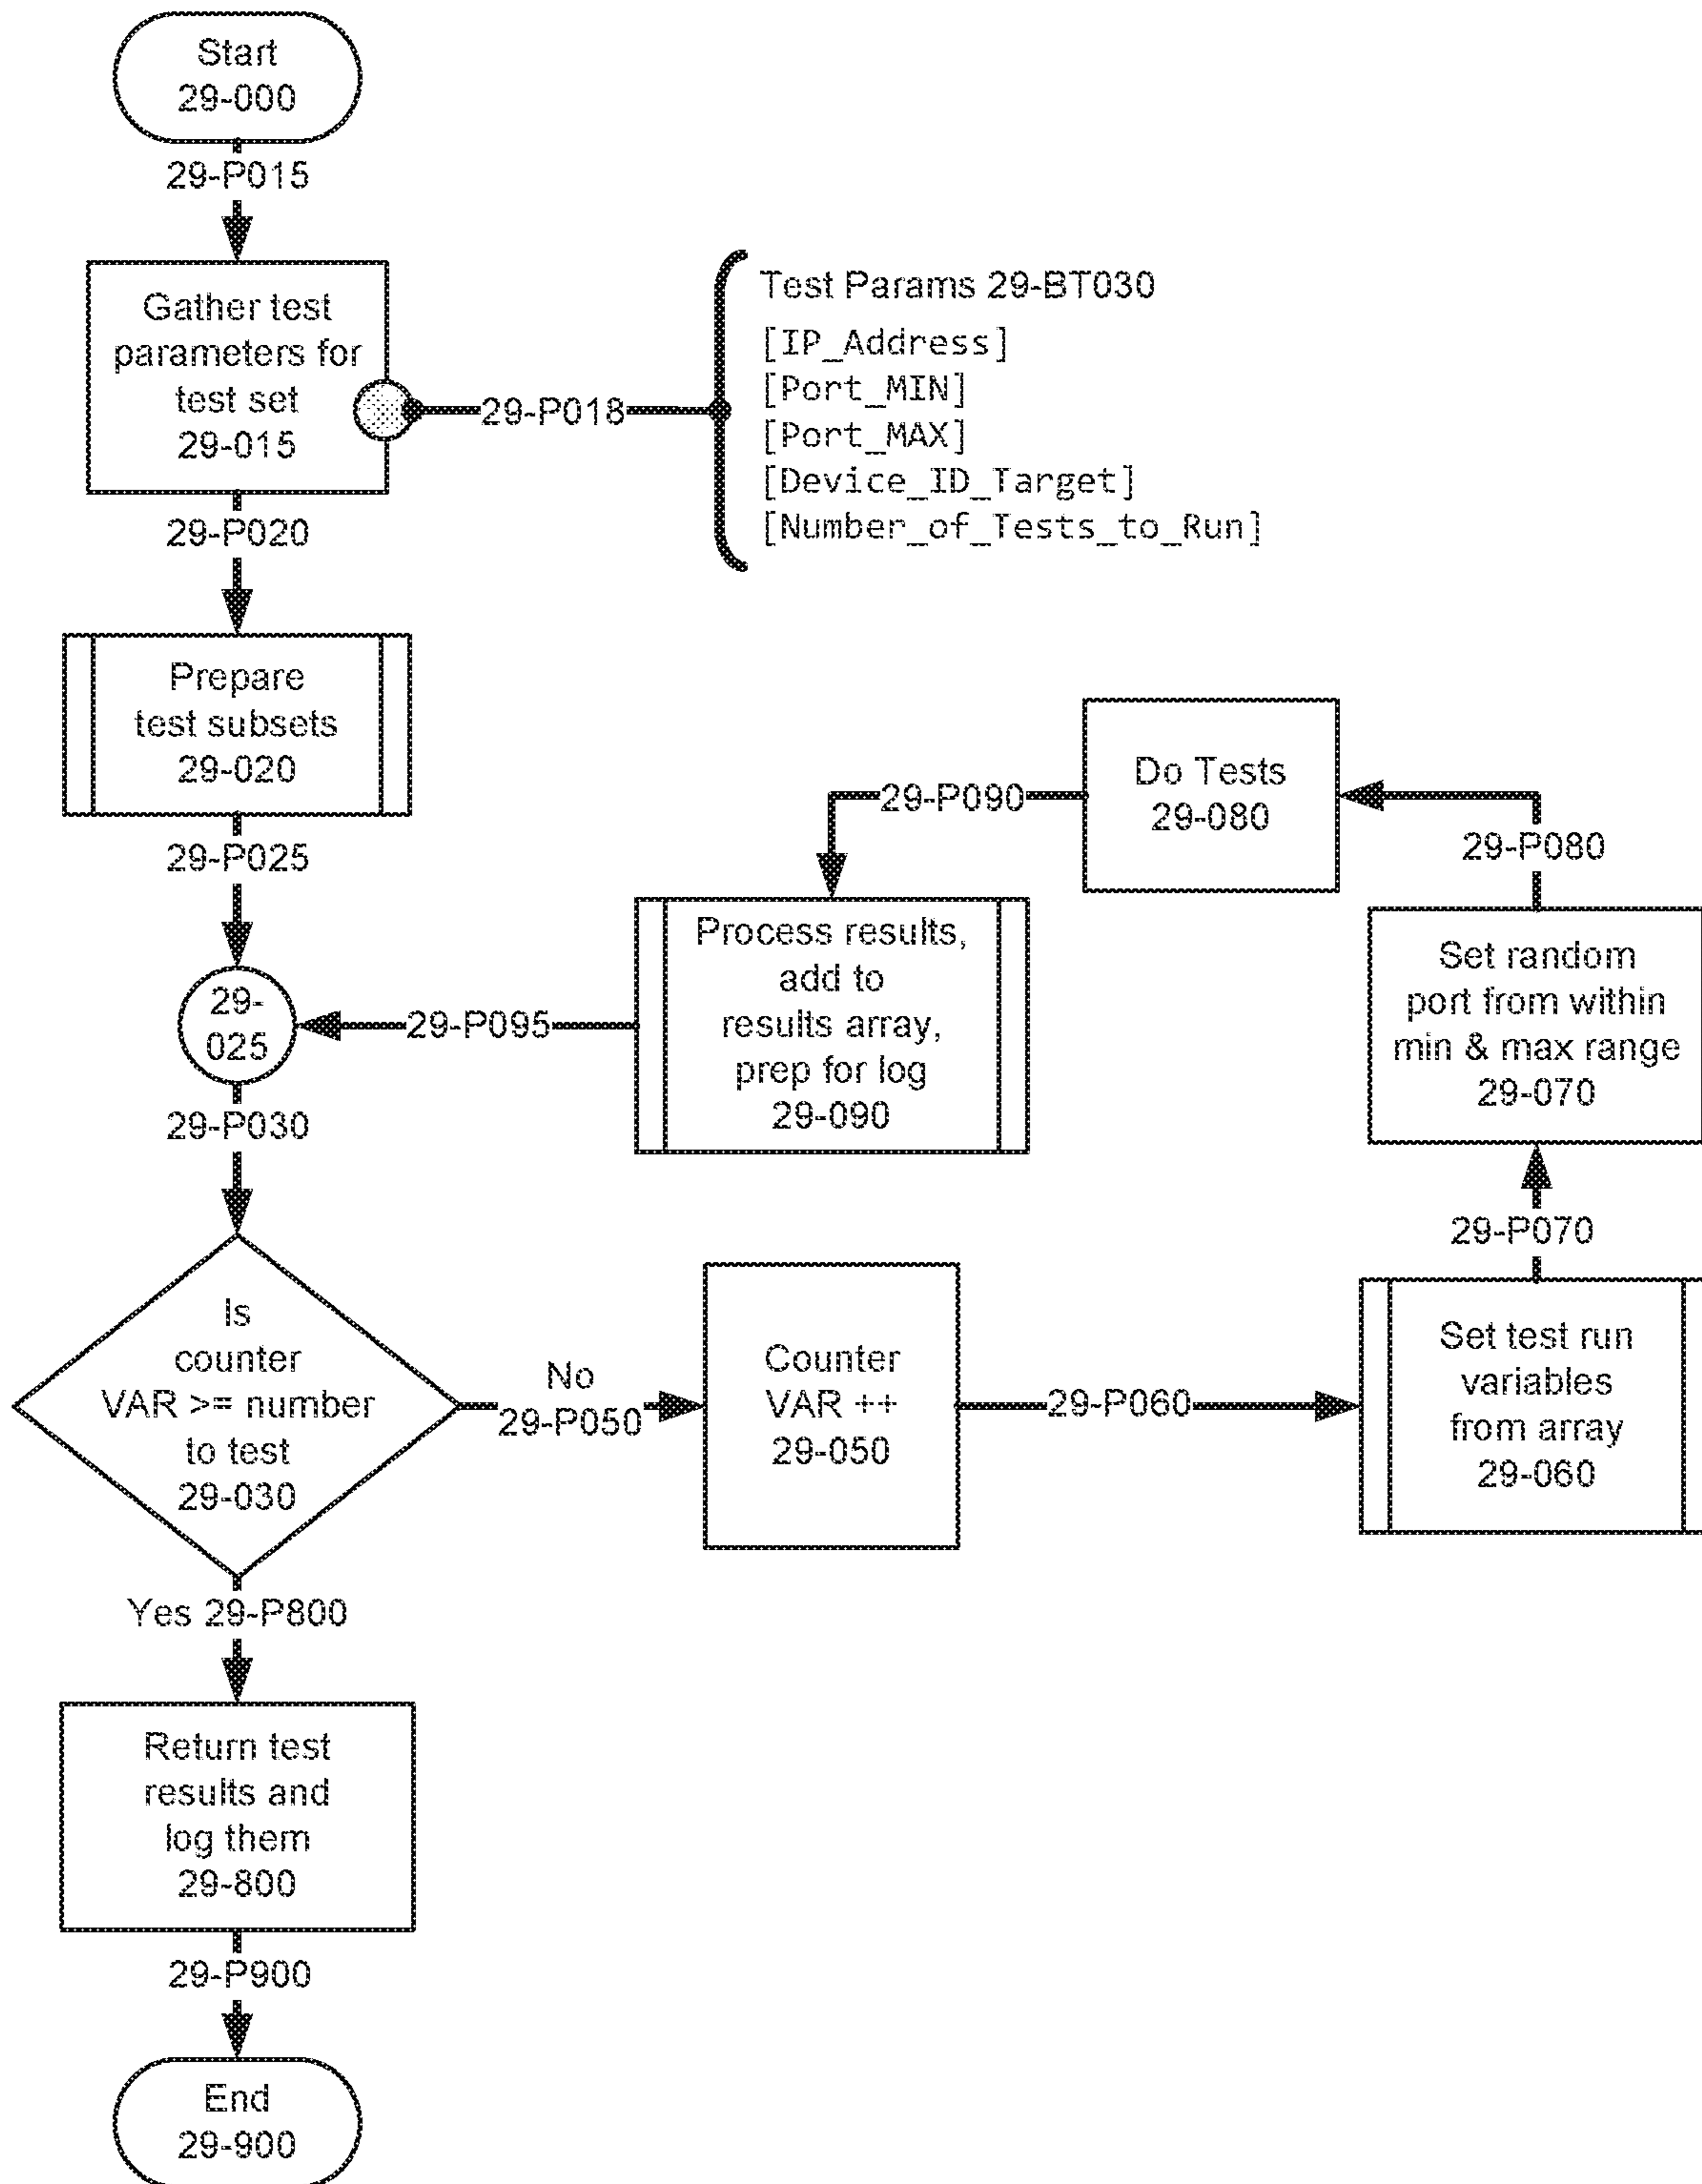 Start
29-000
29-P015
Gather test
parameters for
test set
29-015
29-P018
Test Params 29-BT030
[IP_Address]
[Port_MIN]
[Port_MAX]
[Device_ID_Target]
[Number_of_Tests_to_Run]
29-P020
Prepare
test subsets
29-020
29-P025
29-
025
29-P030
Is
counter
VAR >= number
to test
29-030
No
29-P050
Counter
VAR ++
29-050
29-P060
Set test run
variables
from array
29-060
29-P070
Set random
port from within
min & max range
29-070
29-P080
Do Tests
29-080
29-P090
Process results,
add to
results array,
prep for log
29-090
29-P095
Yes 29-P800
Return test
results and
log them
29-800
29-P900
End
29-900